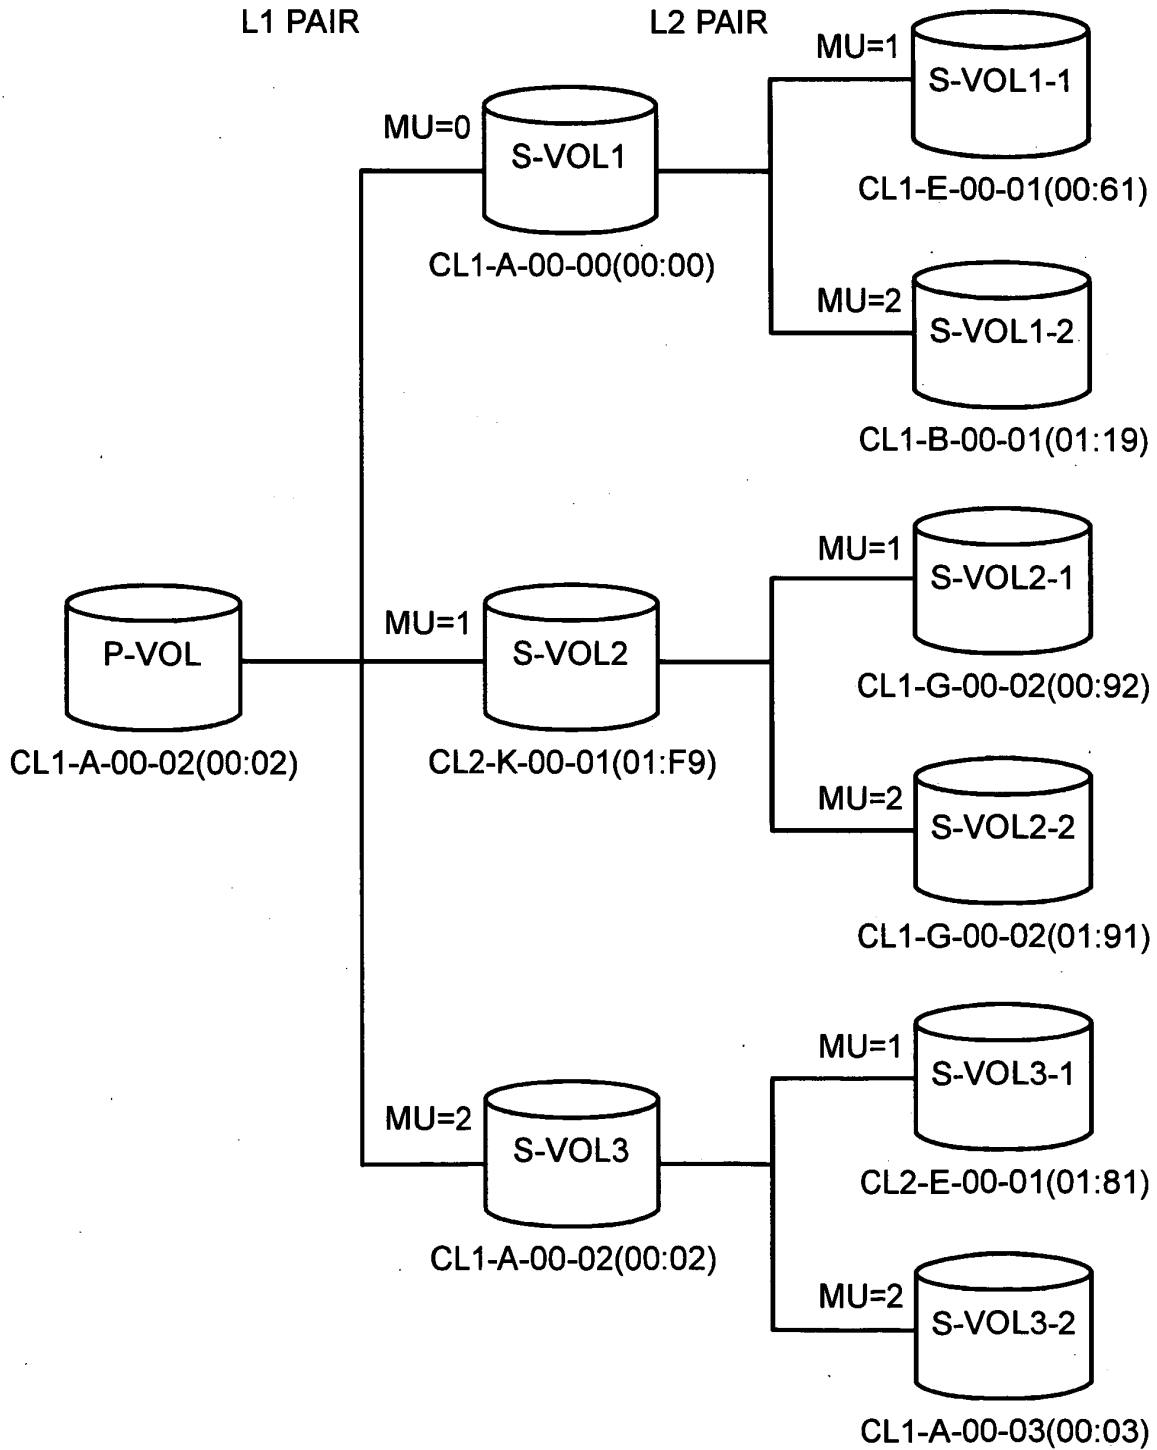 L1 PAIR
L2 PAIR
MU=1
S-VOL1-1
CL1-E-00-01(00:61)
MU=0
S-VOL1
CL1-A-00-00(00:00)
MU=2
S-VOL1-2
CL1-B-00-01(01:19)
MU=1
S-VOL2-1
CL1-G-00-02(00:92)
P-VOL
CL1-A-00-02(00:02)
MU=1
S-VOL2
CL2-K-00-01(01:F9)
MU=2
S-VOL2-2
CL1-G-00-02(01:91)
MU=1
S-VOL3-1
CL2-E-00-01(01:81)
MU=2
S-VOL3
CL1-A-00-02(00:02)
MU=2
S-VOL3-2
CL1-A-00-03(00:03)